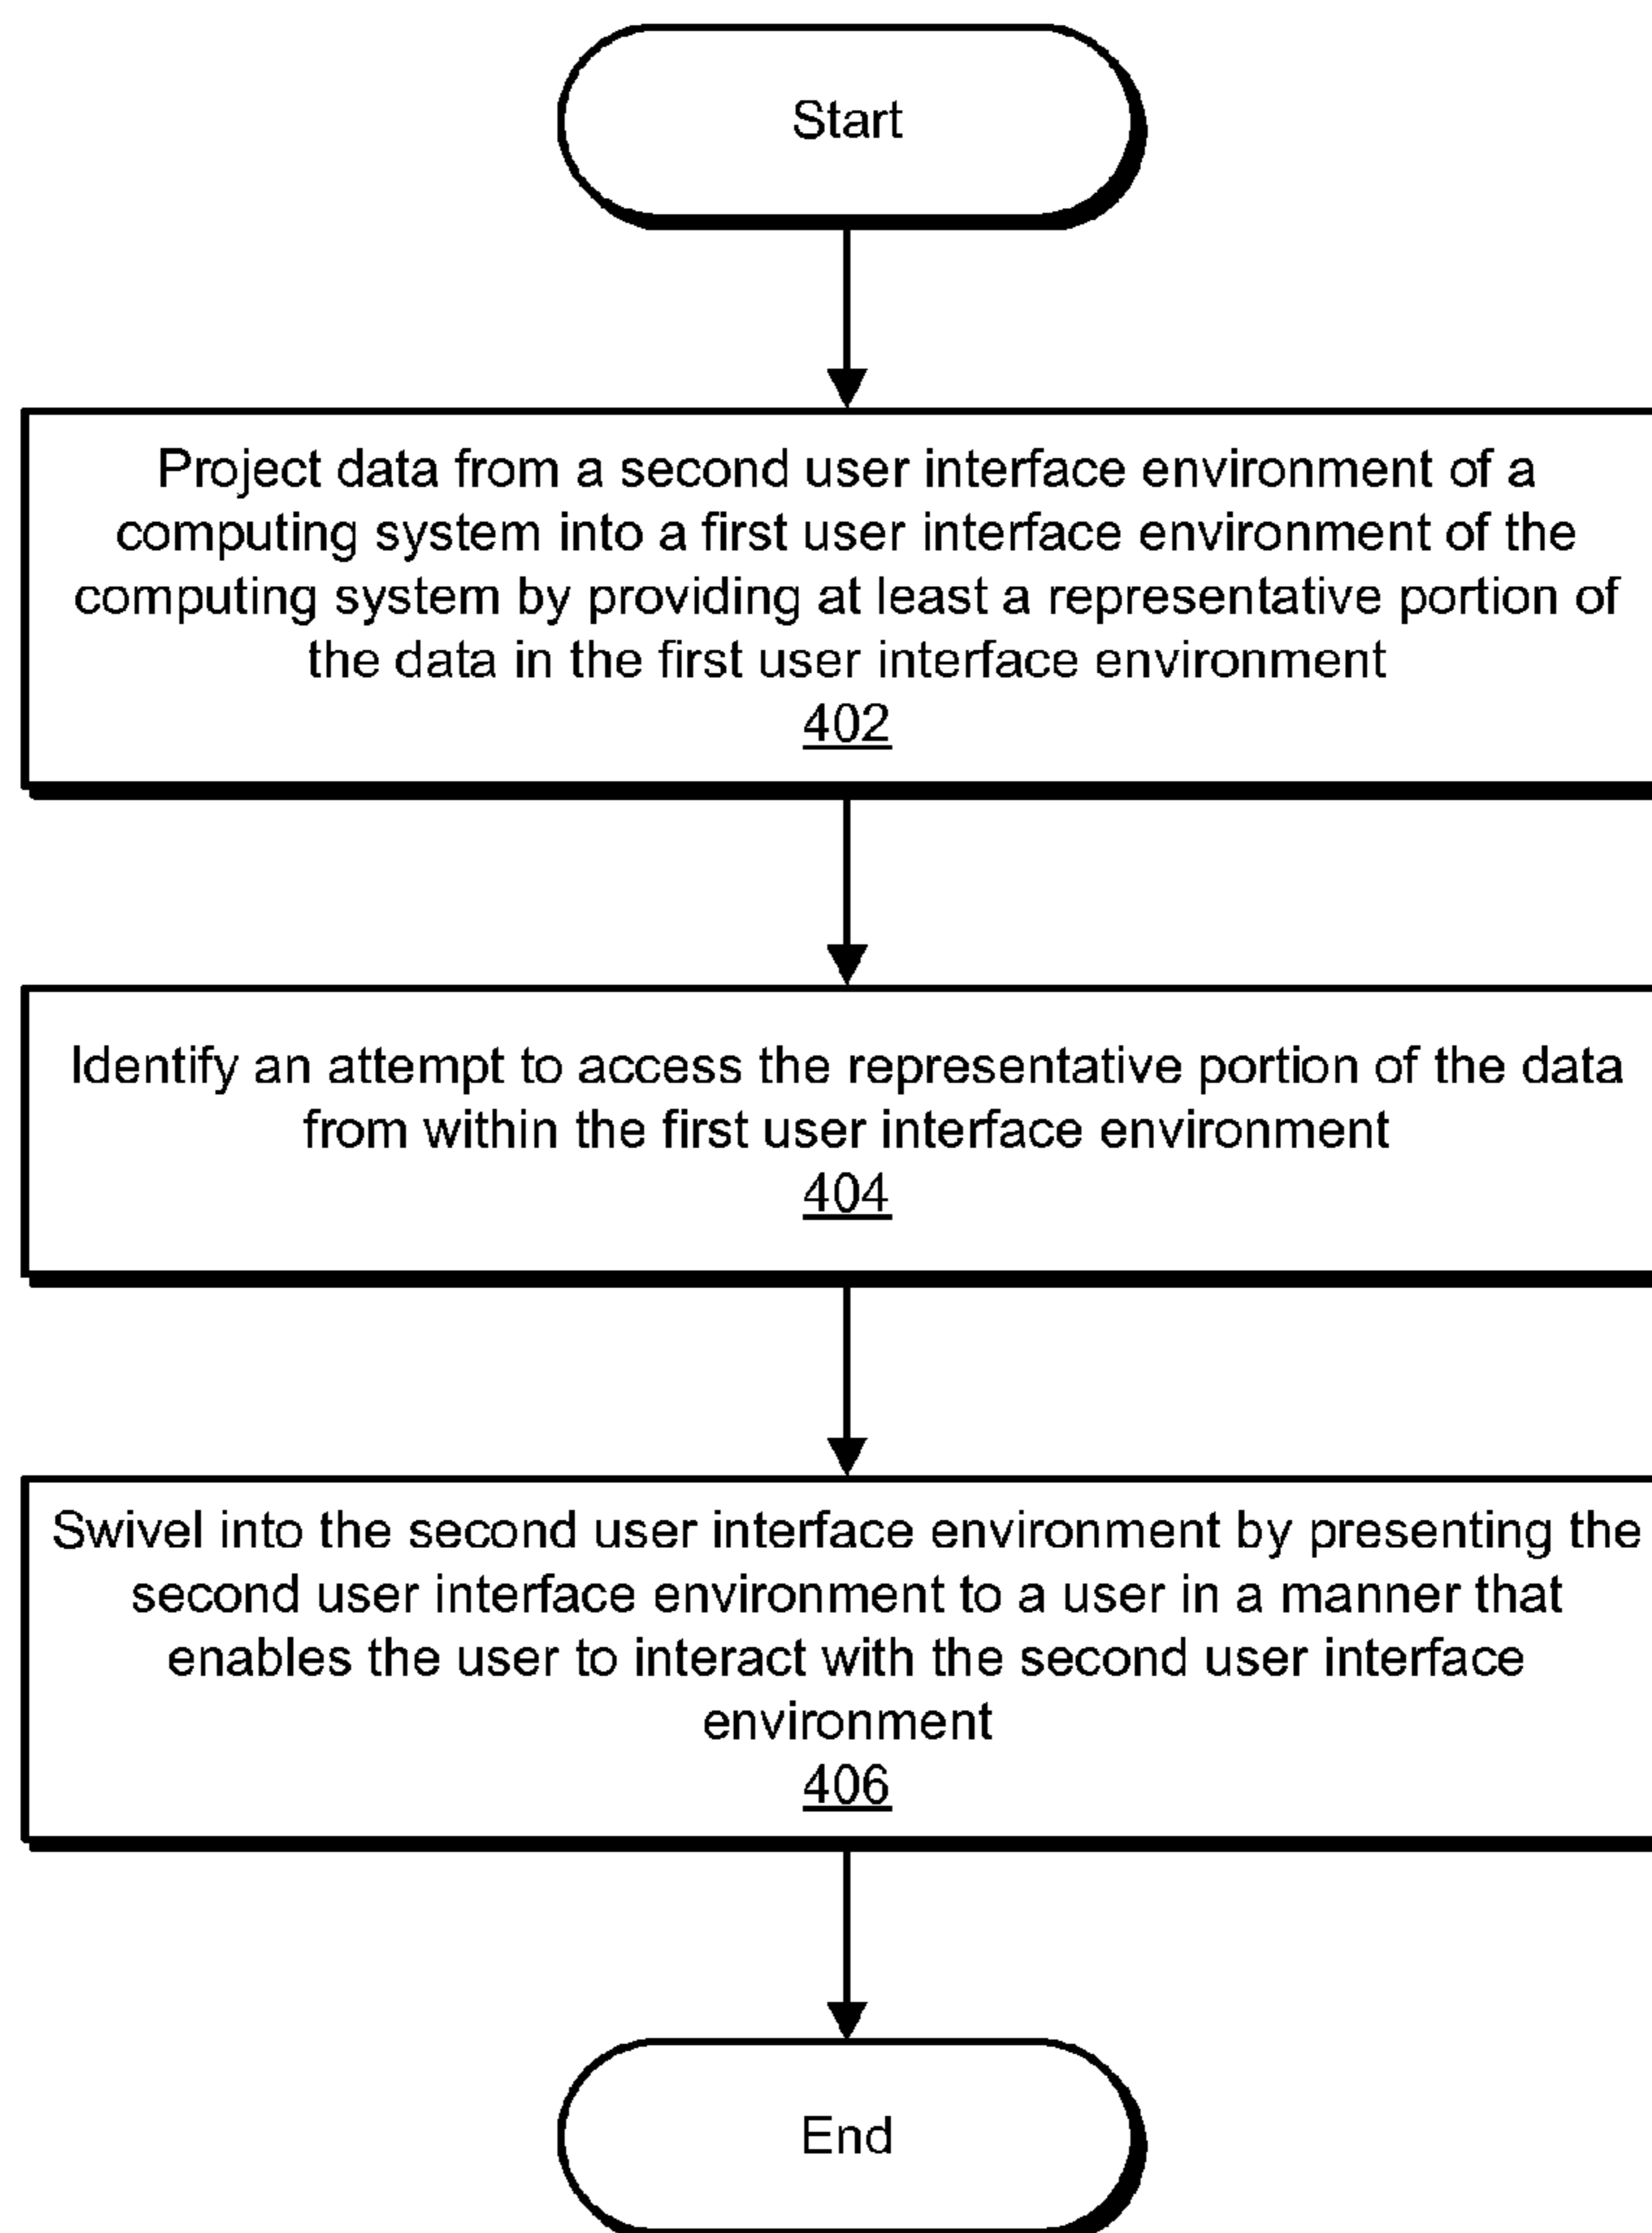 Start
Project data from a second user interface environment of a
computing system into a first user interface environment of the
computing system by providing at least a representative portion of
the data in the first user interface environment
402
Identify an attempt to access the representative portion of the data
from within the first user interface environment
404
Swivel into the second user interface environment by presenting the
second user interface environment to a user in a manner that
enables the user to interact with the second user interface
environment
406
End